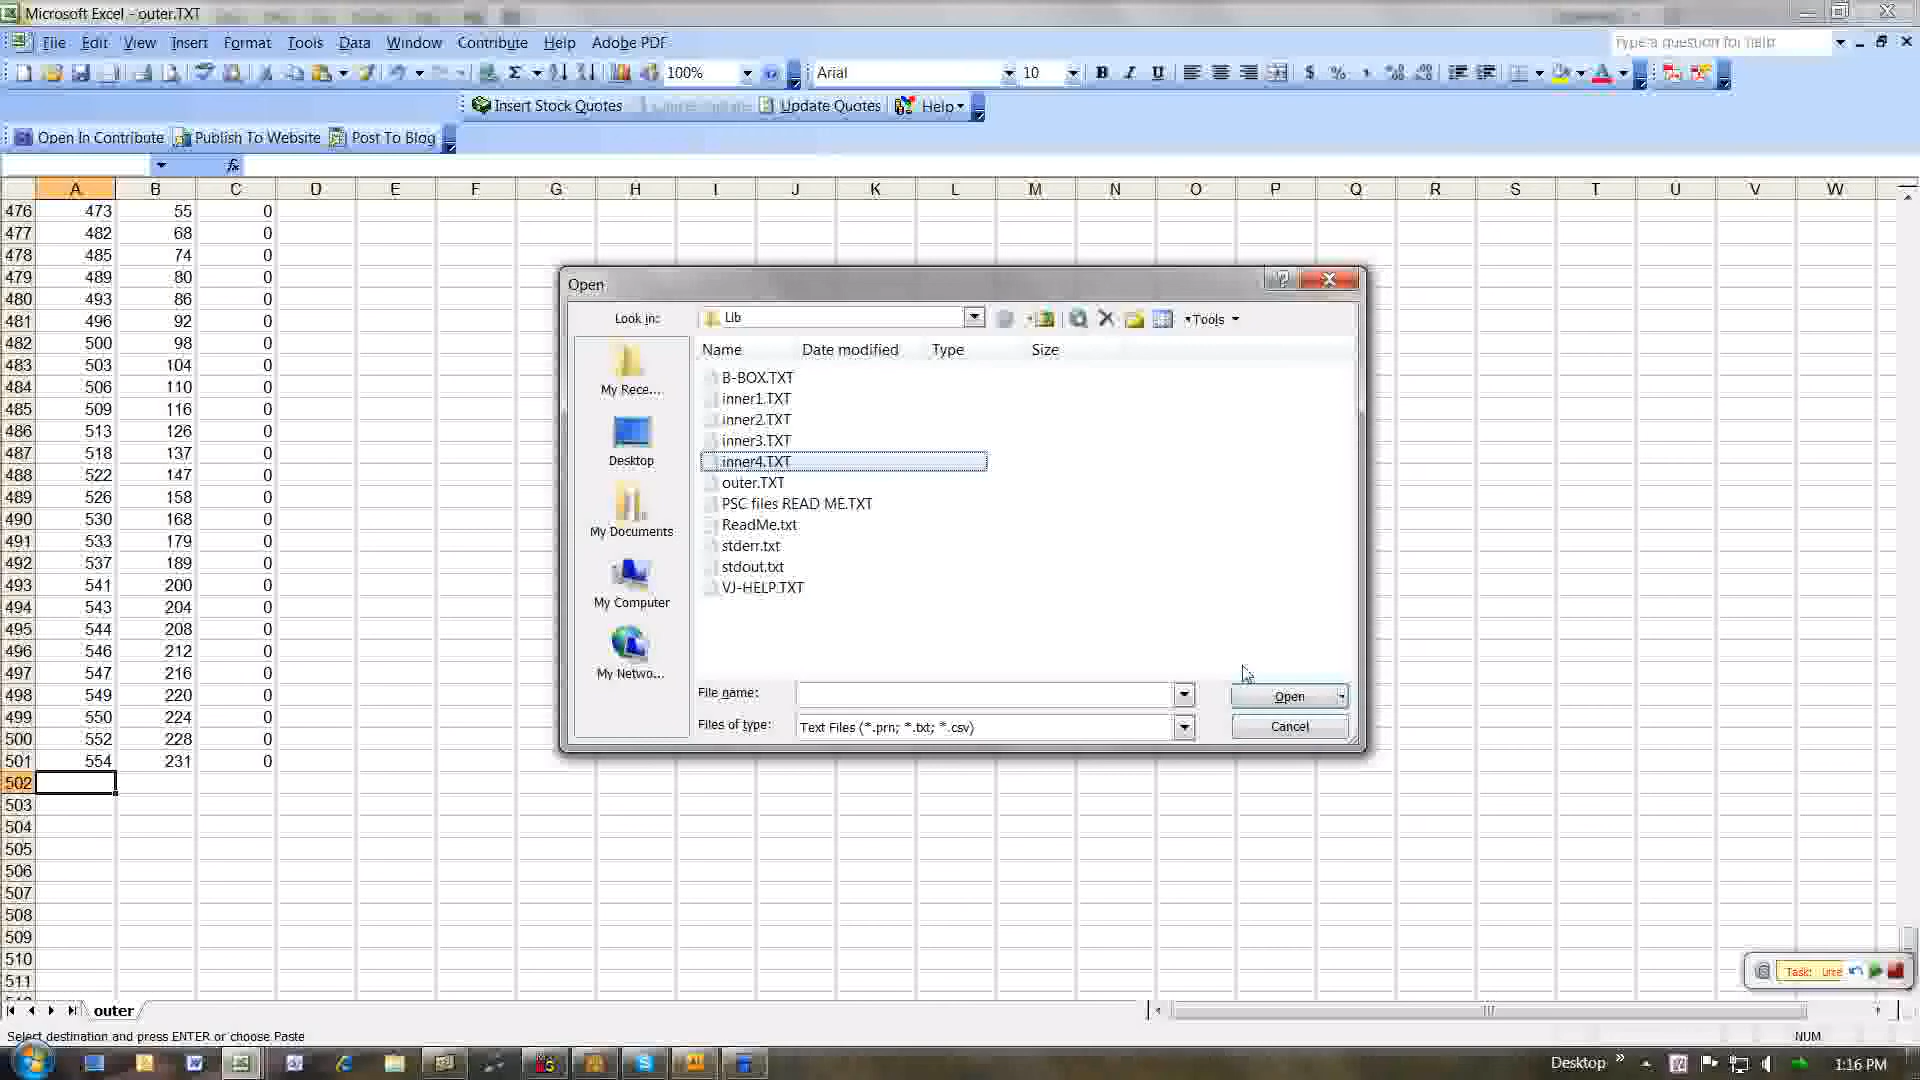 Microsoft Excel - outer.TXT
File Edit View Insert Format Tools Data Window Contribute Help Adobe PDF
Type a question for help
100% Arial 10 B I U $ % ,
Insert Stock Quotes Update Quotes Help
Open In Contribute Publish To Website Post To Blog
fx
A B C D E F G H I J K L M N O P Q R S T U V W
476 473 55 0
477 482 68 0
478 485 74 0
479 489 80 0
480 493 86 0
481 496 92 0
482 500 98 0
483 503 104 0
484 506 110 0
485 509 116 0
486 513 126 0
487 518 137 0
488 522 147 0
489 526 158 0
490 530 168 0
491 533 179 0
492 537 189 0
493 541 200 0
494 543 204 0
495 544 208 0
496 546 212 0
497 547 216 0
498 549 220 0
499 550 224 0
500 552 228 0
501 554 231 0
502
503
504
505
506
507
508
509
510
511
Open
Look in: Lib Tools
Name Date modified Type Size
My Rece...
Desktop
My Documents
My Computer
My Netwo...
B-BOX.TXT
inner1.TXT
inner2.TXT
inner3.TXT
inner4.TXT
outer.TXT
PSC files READ ME.TXT
ReadMe.txt
stderr.txt
stdout.txt
VJ-HELP.TXT
File name: Open
Files of type: Text Files (*.prn; *.txt; *.csv) Cancel
Task:
outer
Select destination and press ENTER or choose Paste NUM
Desktop » 1:16 PM